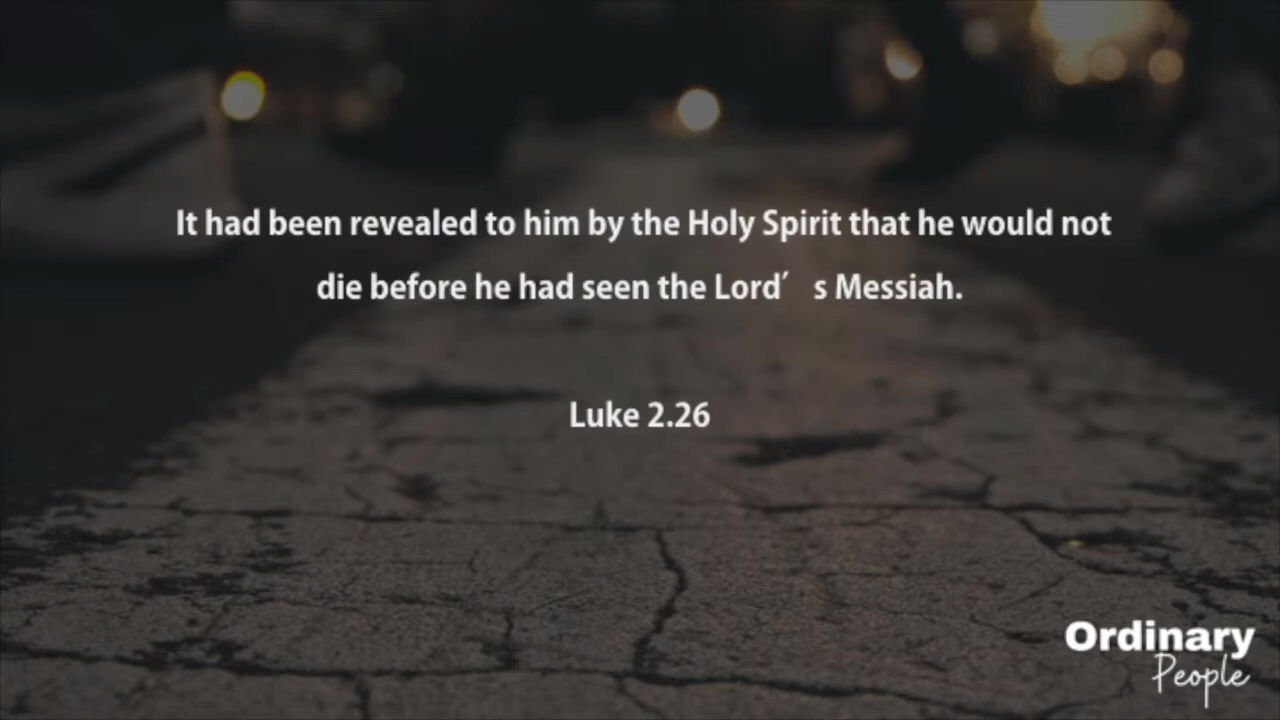 It had been revealed to him by the Holy Spirit that he would not
die before he had seen the Lord′ s Messiah.
Luke 2.26
Ordinary
People